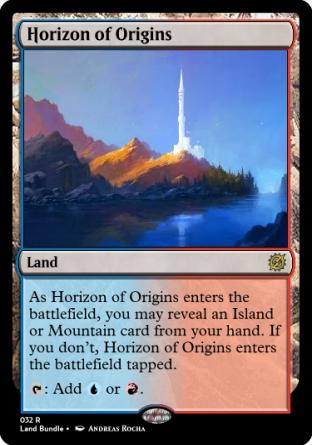 Horizon of Origins
Land
As Horizon of Origins enters the
battlefield, you may reveal an Island
or Mountain card from your hand. If
you don't, Horizon of Origins enters
the battlefield tapped.
: Add or .
032 R
Land Bundle • Andreas Rocha